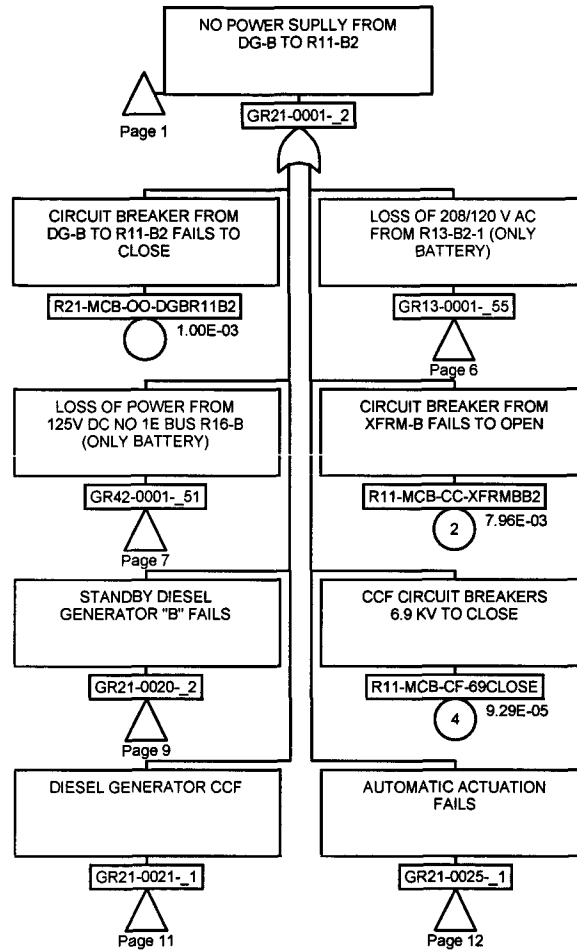 NO POWER SUPLLY FROM
DG-B TO R11-B2
Page 1
GR21-0001-_2
CIRCUIT BREAKER FROM
DG-B TO R11-B2 FAILS TO
CLOSE
R21-MCB-OO-DGBR11B2
1.00E-03
LOSS OF 208/120 V AC
FROM R13-B2-1 (ONLY
BATTERY)
GR13-0001-_55
Page 6
LOSS OF POWER FROM
125V DC NO 1E BUS R16-B
(ONLY BATTERY)
GR42-0001-_51
Page 7
CIRCUIT BREAKER FROM
XFRM-B FAILS TO OPEN
R11-MCB-CC-XFRMBB2
2
7.96E-03
STANDBY DIESEL
GENERATOR "B" FAILS
GR21-0020-_2
Page 9
CCF CIRCUIT BREAKERS
6.9 KV TO CLOSE
R11-MCB-CF-69CLOSE
4
9.29E-05
DIESEL GENERATOR CCF
GR21-0021-_1
Page 11
AUTOMATIC ACTUATION
FAILS
GR21-0025-_1
Page 12